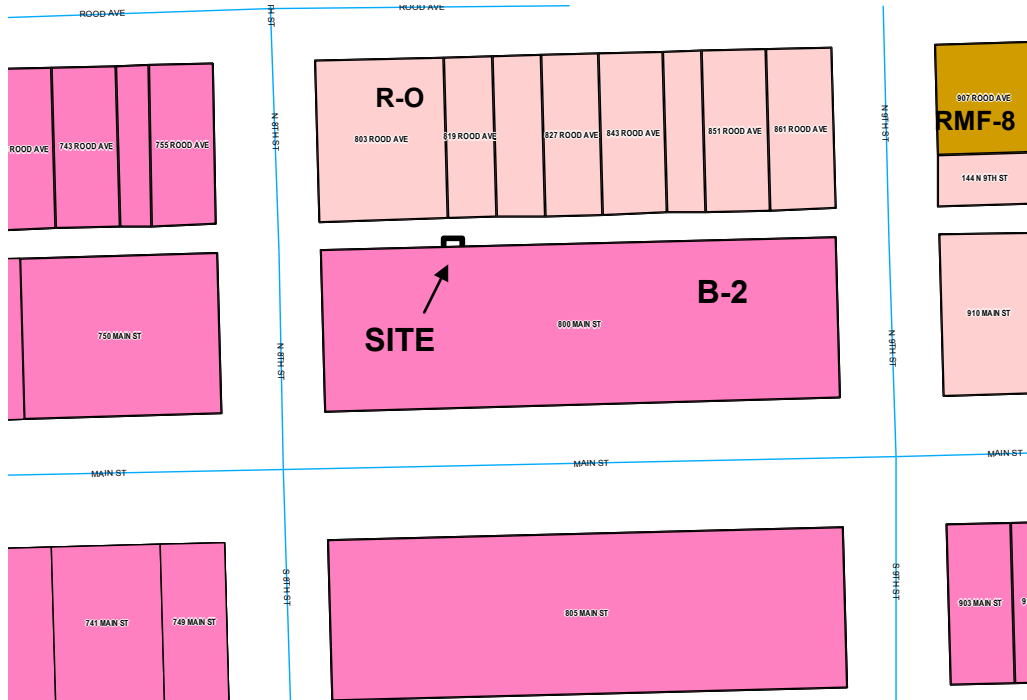 ROOD AVE
ROOD AVE
R-O
ROOD AVE
743 ROOD AVE
755 ROOD AVE
803 ROOD AVE
819 ROOD AVE
827 ROOD AVE
843 ROOD AVE
851 ROOD AVE
861 ROOD AVE
907 ROOD AVE
RMF-8
144 N 9TH ST
N 8TH ST
N 9TH ST
B-2
750 MAIN ST
SITE
800 MAIN ST
910 MAIN ST
N 8TH ST
N 9TH ST
MAIN ST
MAIN ST
MAIN ST
S 8TH ST
S 9TH ST
741 MAIN ST
749 MAIN ST
805 MAIN ST
903 MAIN ST